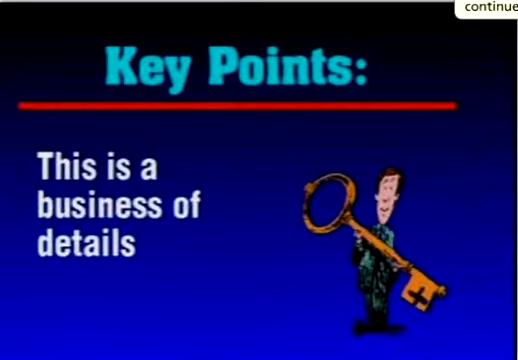 continue
Key Points:
This is a
business of
details